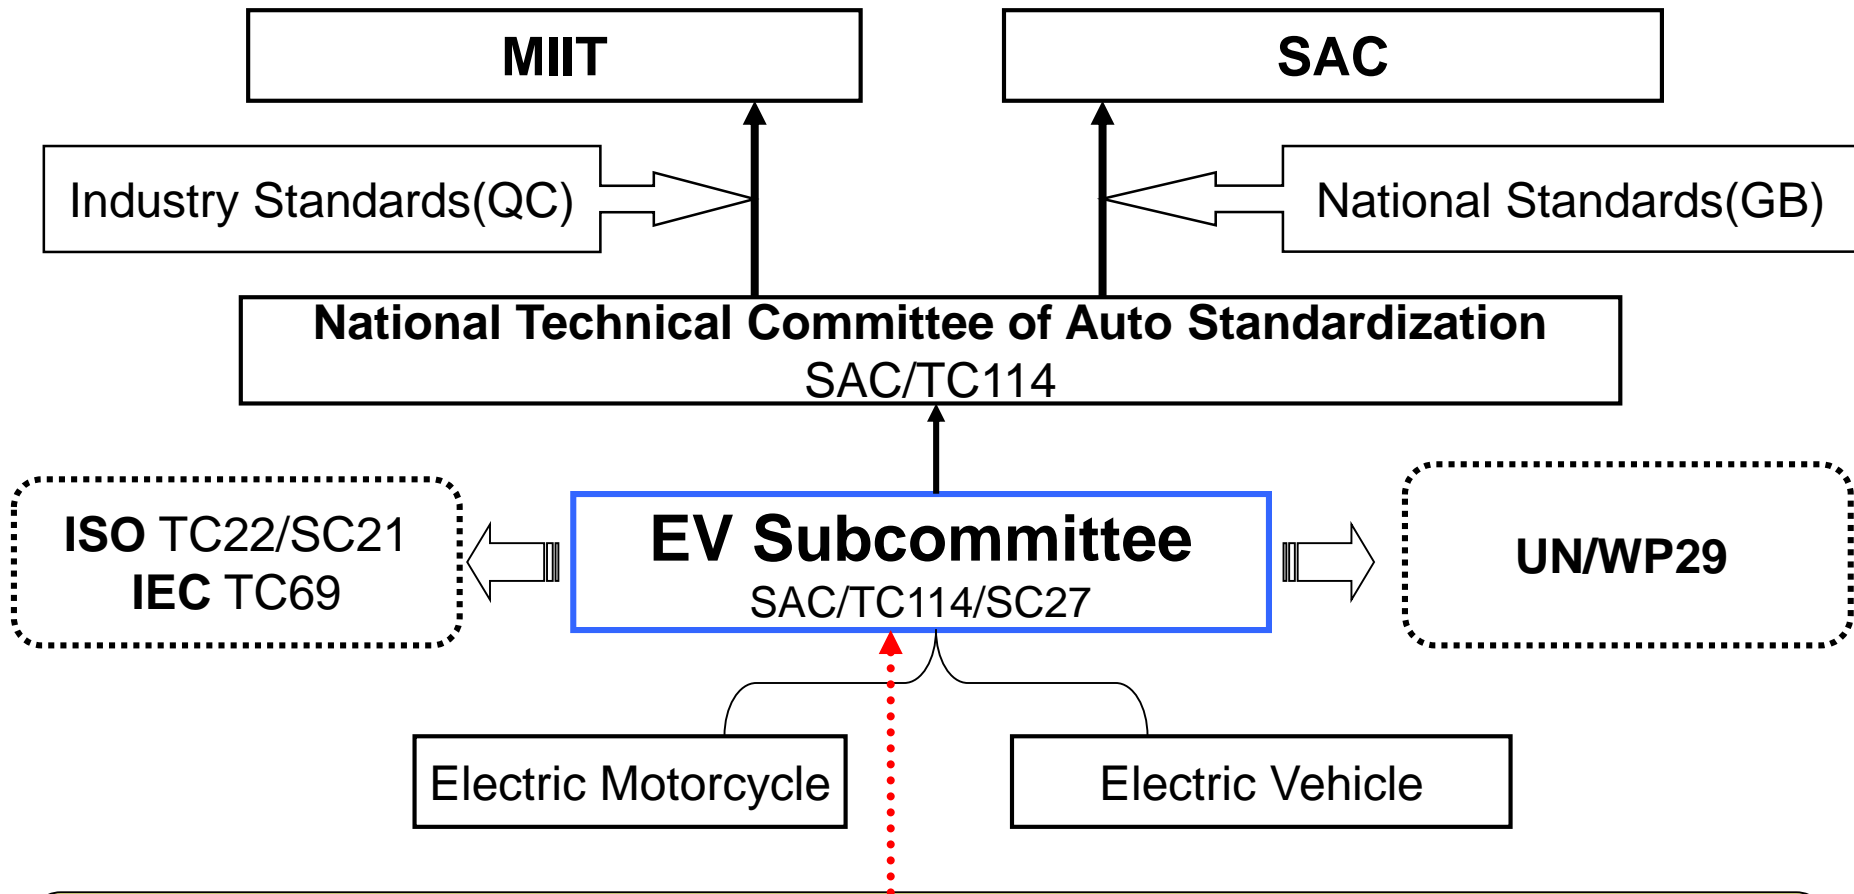 MIIT
SAC
Industry Standards(QC)
National Standards(GB)
National Technical Committee of Auto Standardization
SAC/TC114
ISO TC22/SC21
IEC TC69
EV Subcommittee
SAC/TC114/SC27
UN/WP29
Electric Motorcycle
Electric Vehicle